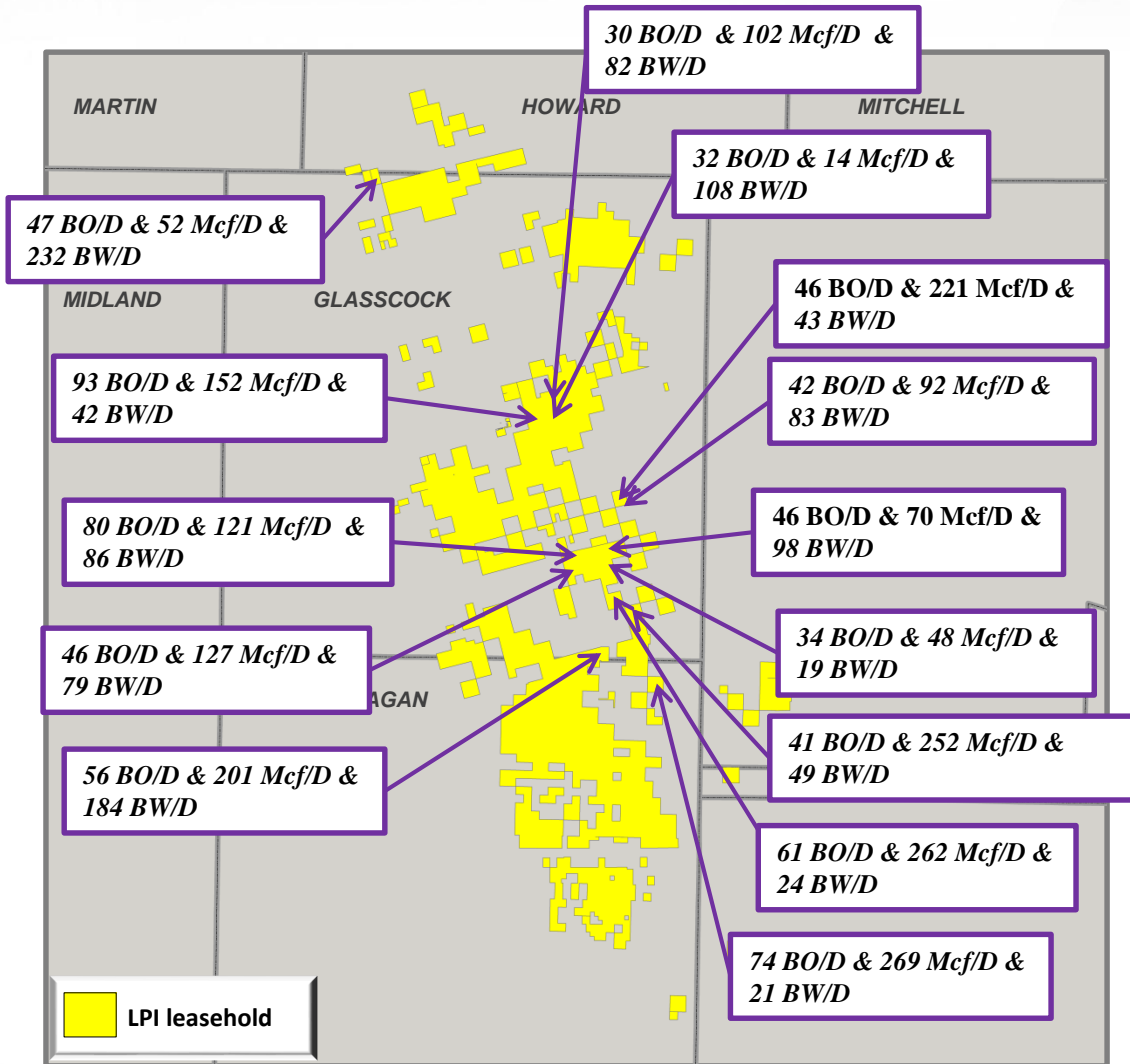 30 BO/D & 102 Mcf/D &
82 BW/D
MARTIN
HOWARD
MITCHELL
32 BO/D & 14 Mcf/D &
108 BW/D
47 BO/D & 52 Mcf/D &
232 BW/D
MIDLAND
GLASSCOCK
46 BO/D & 221 Mcf/D &
43 BW/D
93 BO/D & 152 Mcf/D &
42 BW/D
42 BO/D & 92 Mcf/D &
83 BW/D
80 BO/D & 121 Mcf/D &
86 BW/D
46 BO/D & 70 Mcf/D &
98 BW/D
46 BO/D & 127 Mcf/D &
79 BW/D
34 BO/D & 48 Mcf/D &
19 BW/D
AGAN
41 BO/D & 252 Mcf/D &
49 BW/D
56 BO/D & 201 Mcf/D &
184 BW/D
61 BO/D & 262 Mcf/D &
24 BW/D
74 BO/D & 269 Mcf/D &
21 BW/D
LPI leasehold